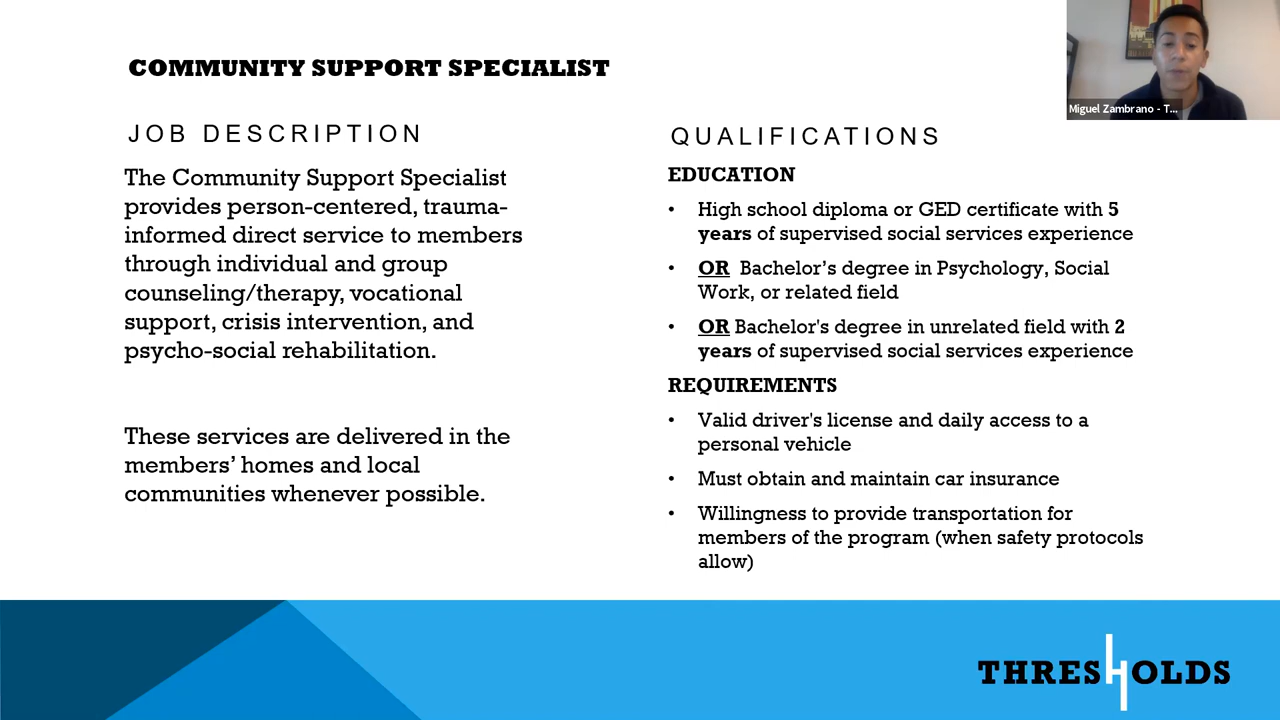 COMMUNITY SUPPORT SPECIALIST
JOB DESCRIPTION
The Community Support Specialist
provides person-centered, trauma-
informed direct service to members
through individual and group
counseling/therapy, vocational
support, crisis intervention, and
psycho-social rehabilitation.
These services are delivered in the
members’ homes and local
communities whenever possible.
QUALIFICATIONS
EDUCATION
• High school diploma or GED certificate with 5
years of supervised social services experience
• OR Bachelor’s degree in Psychology, Social
Work, or related field
• OR Bachelor's degree in unrelated field with 2
years of supervised social services experience
REQUIREMENTS
• Valid driver's license and daily access to a
personal vehicle
• Must obtain and maintain car insurance
• Willingness to provide transportation for
members of the program (when safety protocols
allow)
Miguel Zambrano - T...
THRESHOLDS